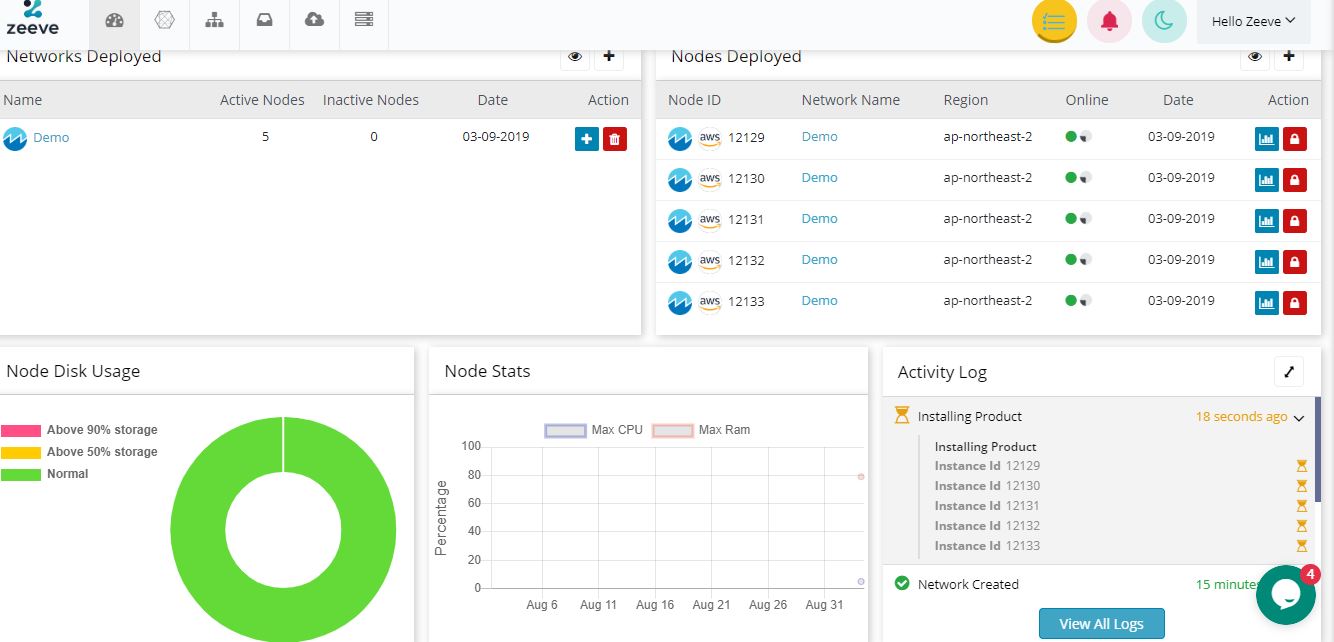 zeeve
Hello Zeeve
Networks Deployed
Name Active Nodes Inactive Nodes Date Action
Demo 5 0 03-09-2019
Nodes Deployed
Node ID Network Name Region Online Date Action
aws 12129 Demo ap-northeast-2 03-09-2019
aws 12130 Demo ap-northeast-2 03-09-2019
aws 12131 Demo ap-northeast-2 03-09-2019
aws 12132 Demo ap-northeast-2 03-09-2019
aws 12133 Demo ap-northeast-2 03-09-2019
Node Disk Usage
Above 90% storage
Above 50% storage
Normal
Node Stats
Max CPU Max Ram
Percentage
100
80
60
40
20
0
Aug 6 Aug 11 Aug 16 Aug 21 Aug 26 Aug 31
Activity Log
Installing Product 18 seconds ago
Installing Product
Instance Id 12129
Instance Id 12130
Instance Id 12131
Instance Id 12132
Instance Id 12133
Network Created 15 minutes
4
View All Logs